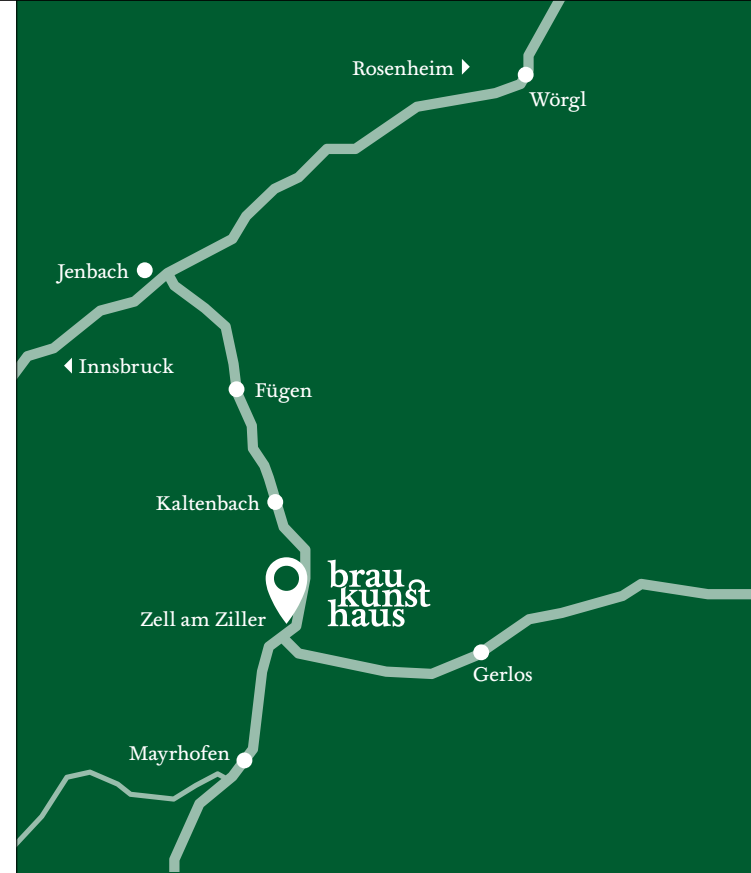 Rosenheim
Wörgl
Jenbach
Innsbruck
Fügen
Kaltenbach
brau
kunst
haus
Zell am Ziller
Gerlos
Mayrhofen